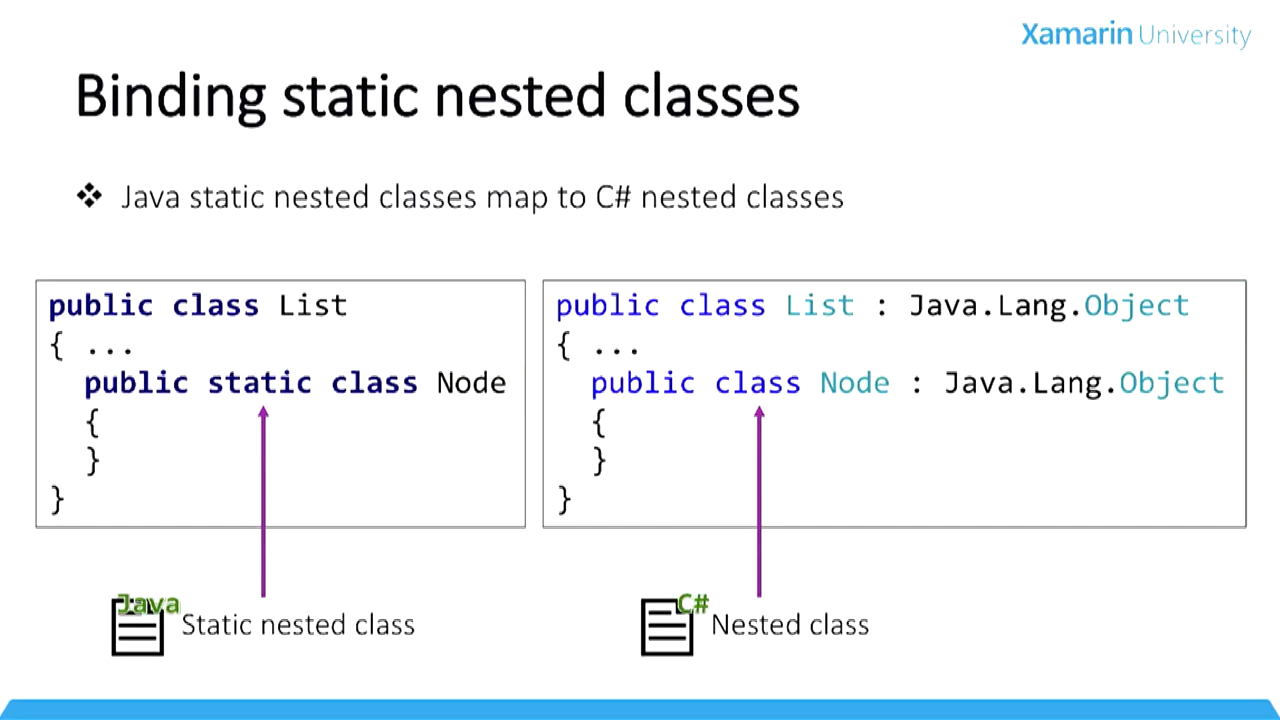 Xamarin University
Binding static nested classes
❖ Java static nested classes map to C# nested classes
public class List
{ ...
  public static class Node
  {
  }
}
public class List : Java.Lang.Object
{ ...
  public class Node : Java.Lang.Object
  {
  }
}
Java
Static nested class
C#
Nested class